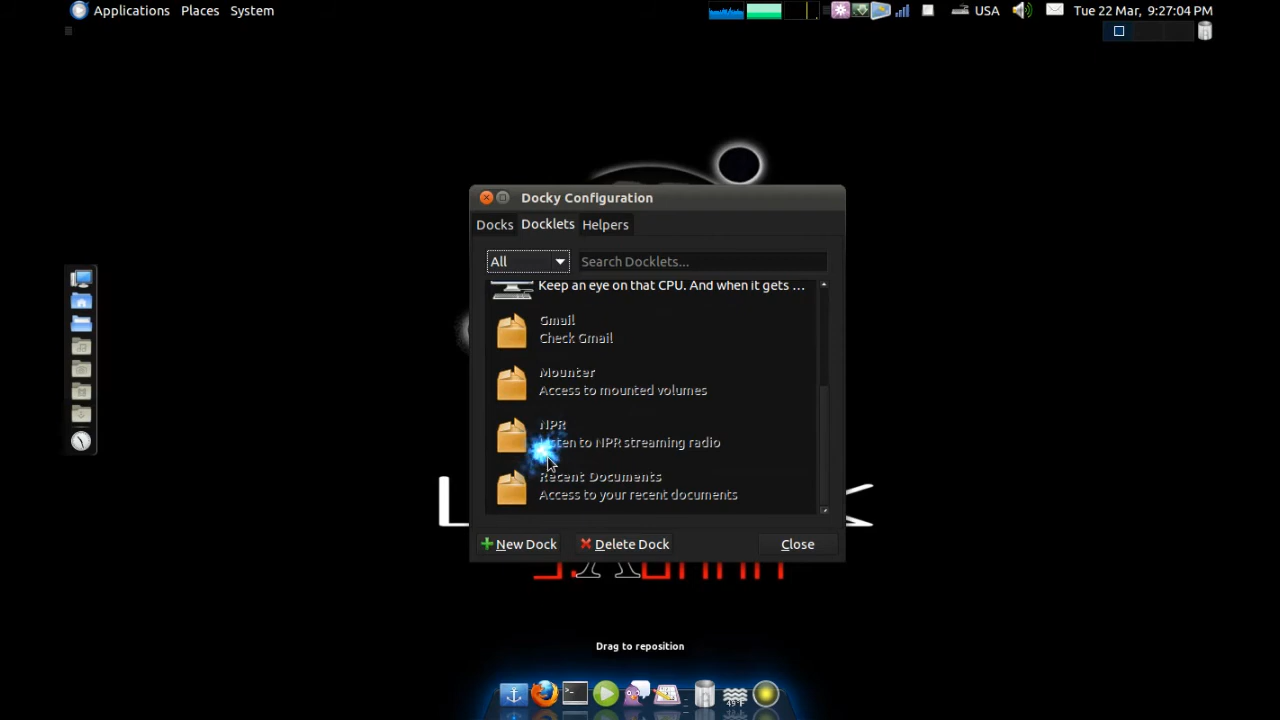 Applications Places System
USA
Tue 22 Mar, 9:27:04 PM
Docky Configuration
Docks Docklets Helpers
All
Search Docklets...
Keep an eye on that CPU. And when it gets ...
Gmail
Check Gmail
Mounter
Access to mounted volumes
NPR
to NPR streaming radio
Recent Documents
Access to your recent documents
New Dock
Delete Dock
Close
Drag to reposition
49°F